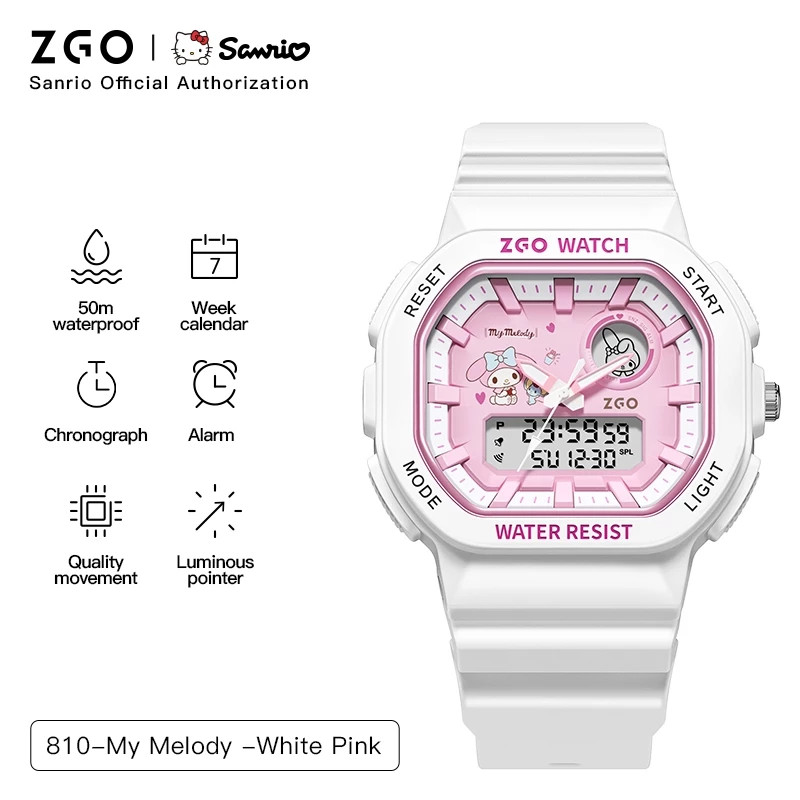 ZGO | Sanrio
Sanrio Official Authorization
50m
waterproof
7
Week
calendar
Chronograph
Alarm
Quality
movement
Luminous
pointer
810-My Melody -White Pink
ZGO WATCH
RESET
START
My Melody
ZGO
P
23:59 59
SU 12-30
SPL
MODE
LIGHT
WATER RESIST